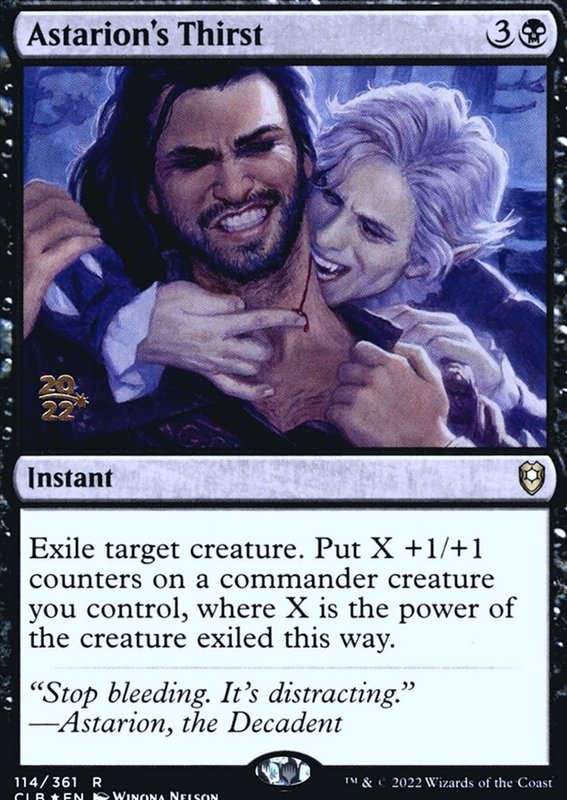 Astarion's Thirst
3
20
22
Instant
Exile target creature. Put X +1/+1
counters on a commander creature
you control, where X is the power of
the creature exiled this way.
“Stop bleeding. It's distracting.”
—Astarion, the Decadent
114/361 R
™ & © 2022 Wizards of the Coast
CLB★EN Winona Nelson